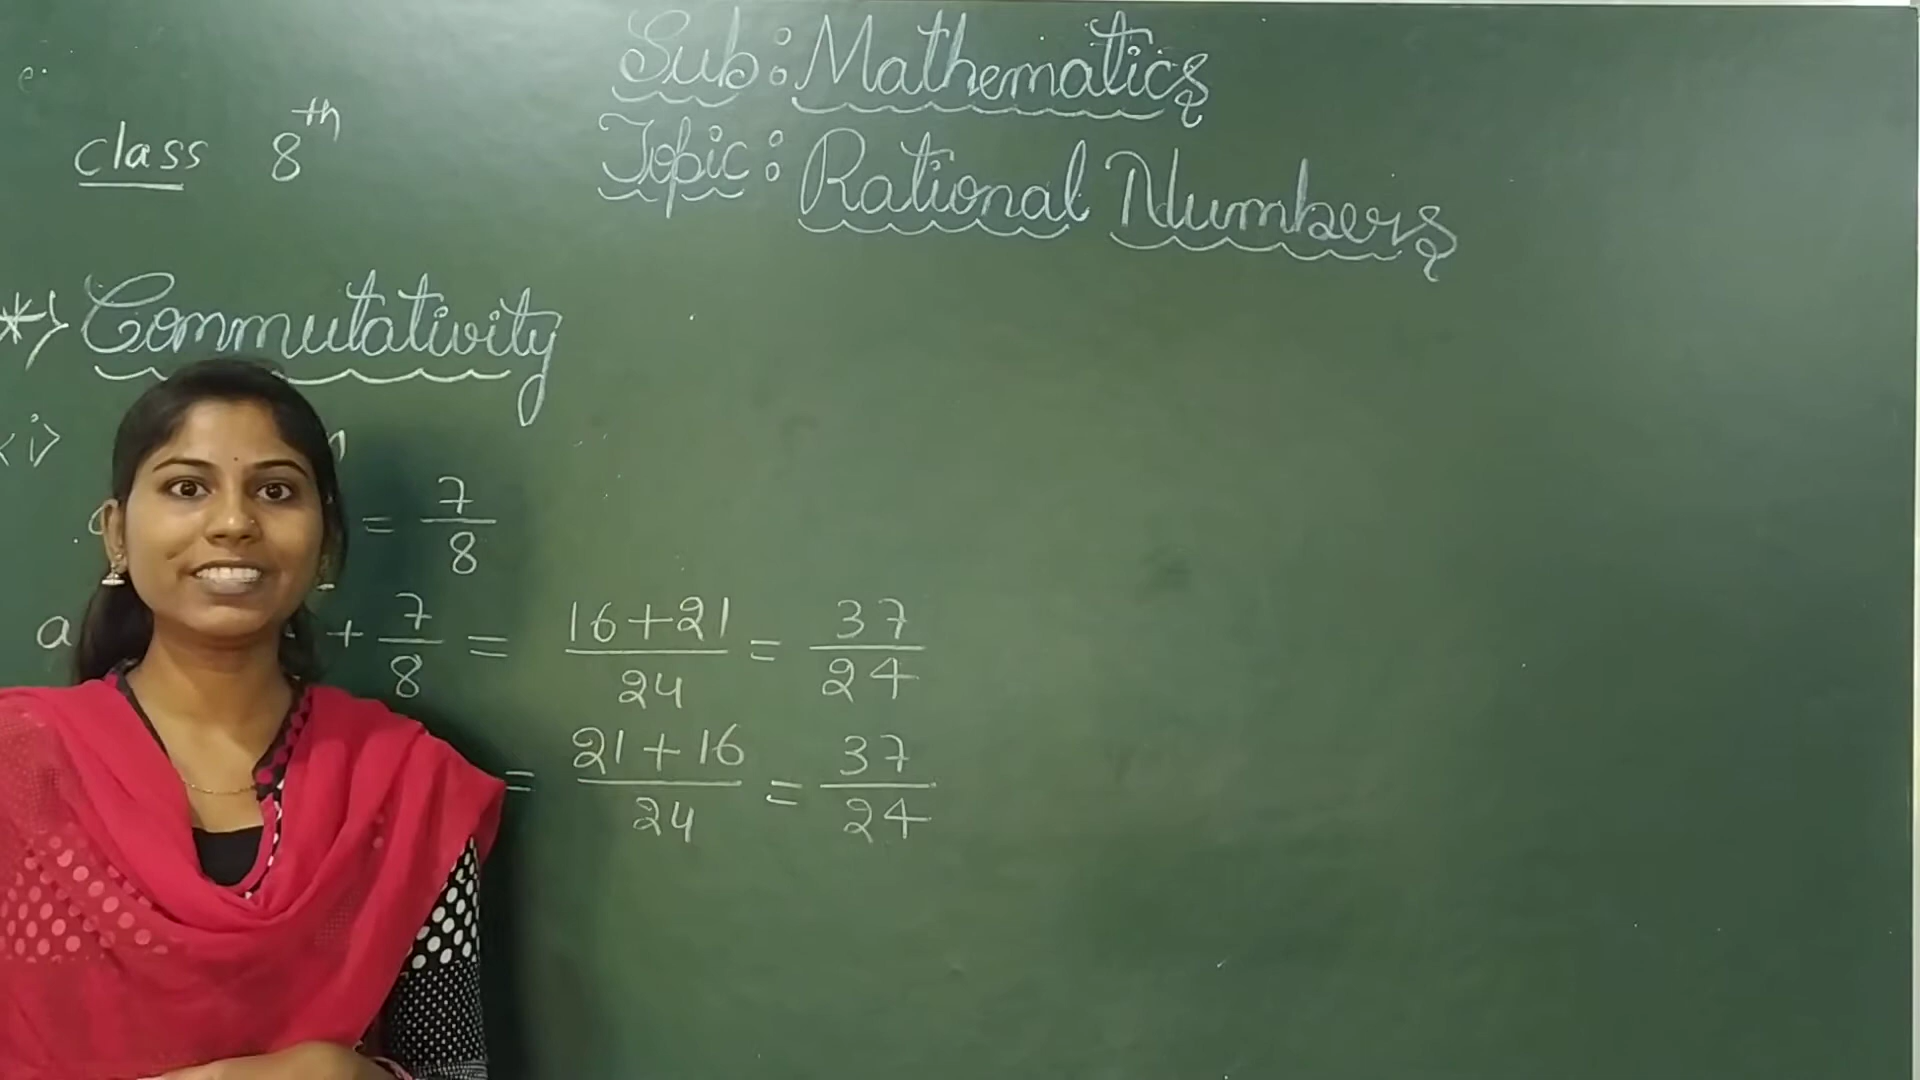 Sub: Mathematics
class 8th
Topic: Rational Numbers
*> Commutativity
<i>
= 7/8
a + 7/8 = 16+21/24 = 37/24
= 21+16/24 = 37/24